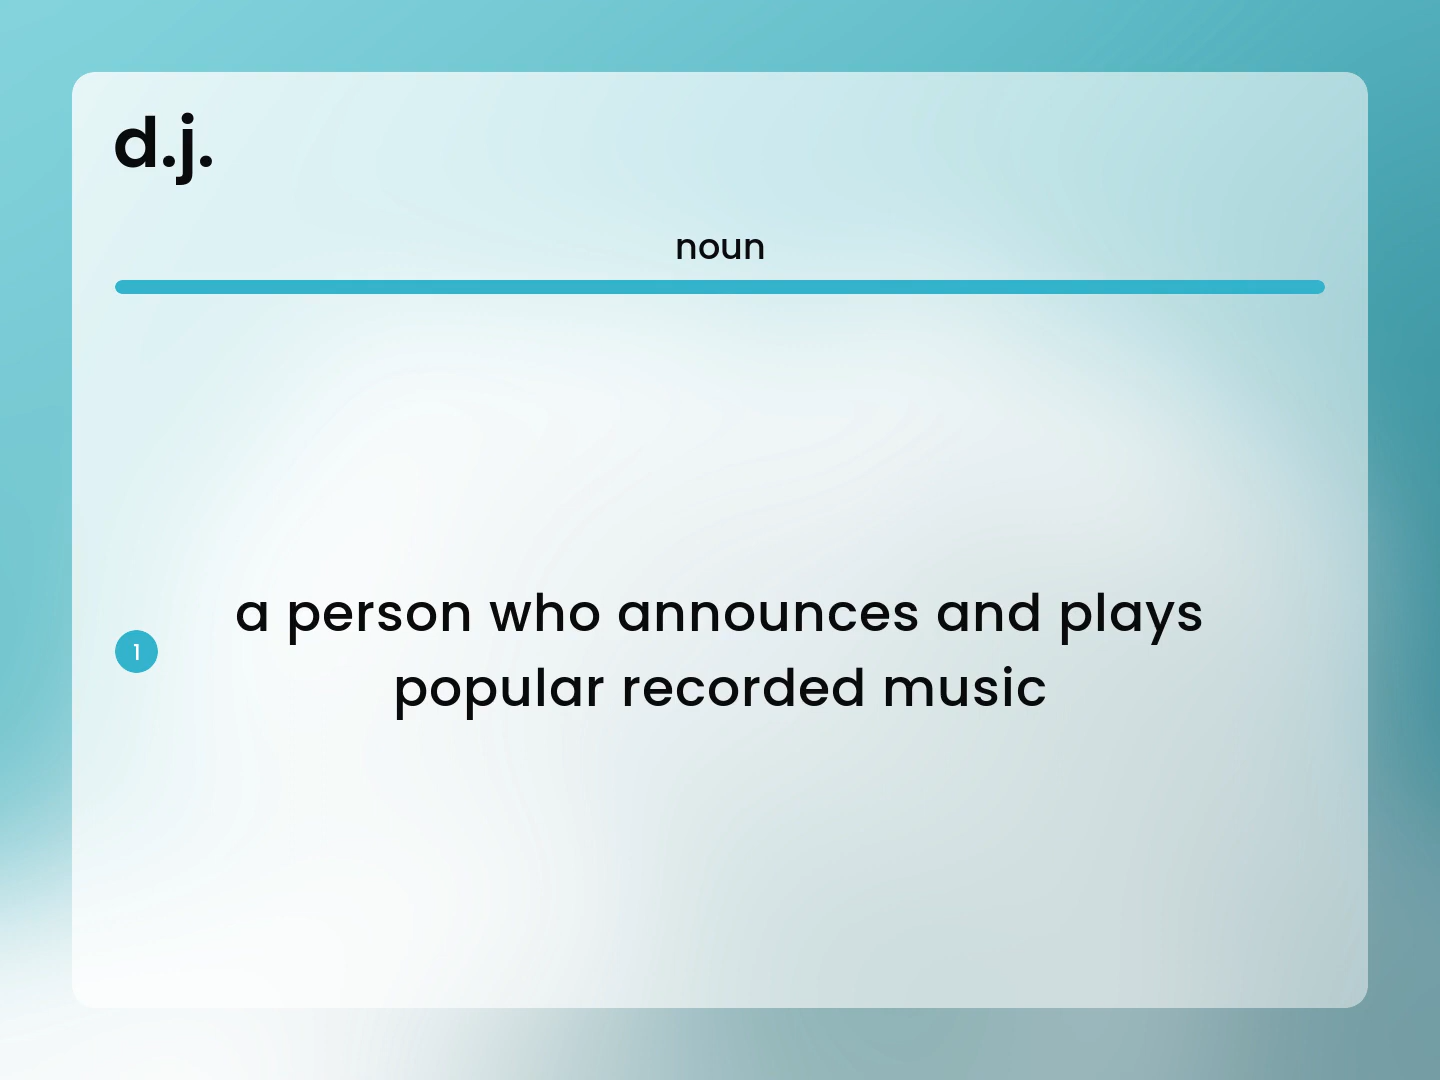 d.j.
noun
1
a person who announces and plays
popular recorded music